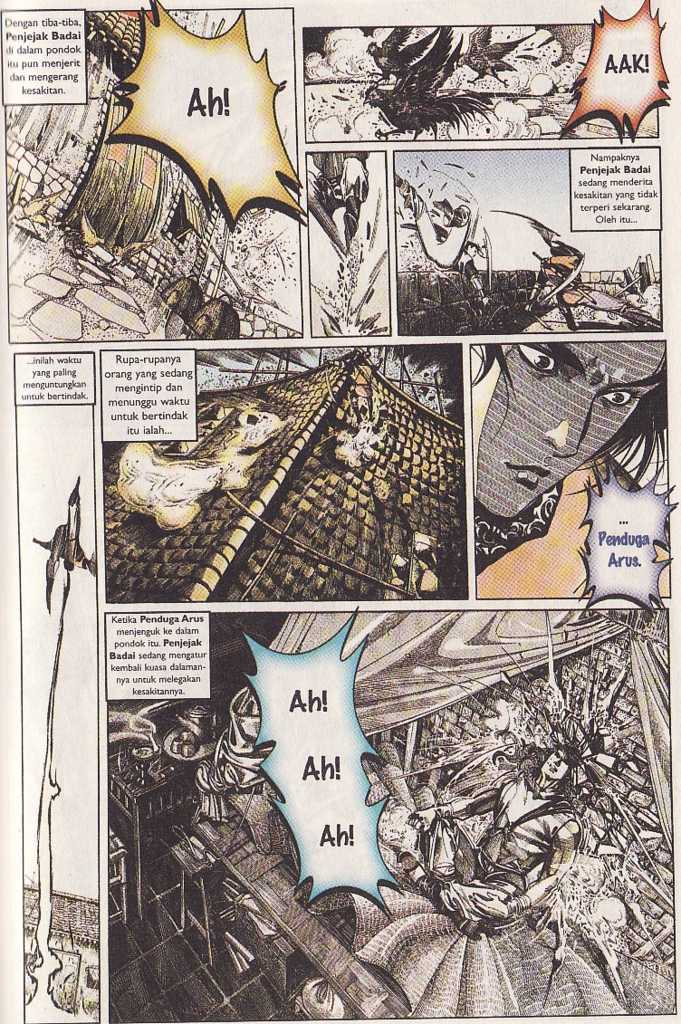 Dengan tiba-tiba,
Penjejak Badai
di dalam pondok
itu pun menjerit
dan mengerang
kesakitan.
Ah!
AAK!
Nampaknya
Penjejak Badai
sedang menderita
kesakitan yang tidak
terperi sekarang.
Oleh itu...
...inilah waktu
yang paling
menguntungkan
untuk bertindak.
Rupa-rupanya
orang yang sedang
mengintip dan
menunggu waktu
untuk bertindak
itu ialah...
...
Penduga
Arus.
Ketika Penduga Arus
menjenguk ke dalam
pondok itu. Penjejak
Badai sedang mengatur
kembali kuasa dalaman-
nya untuk melegakan
kesakitannya.
Ah!
Ah!
Ah!